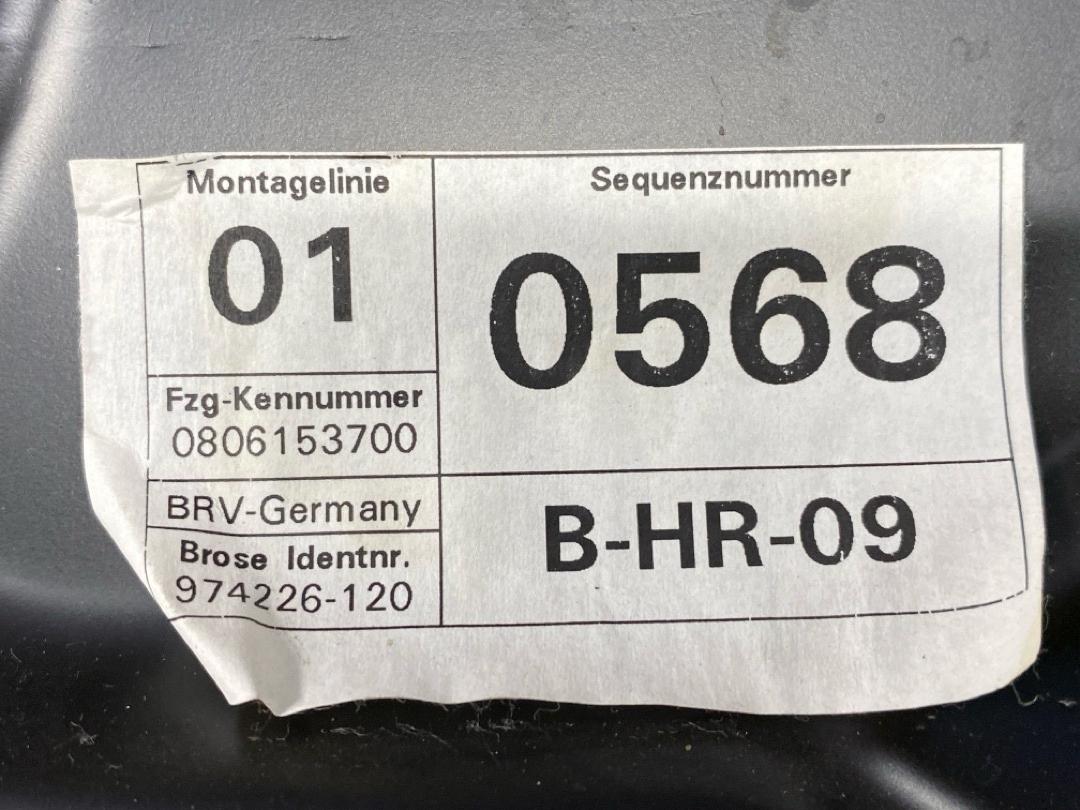 Montagelinie
01
Fzg-Kennummer
0806153700
BRV-Germany
Brose Identnr.
974226-120
Sequenznummer
0568
B-HR-09